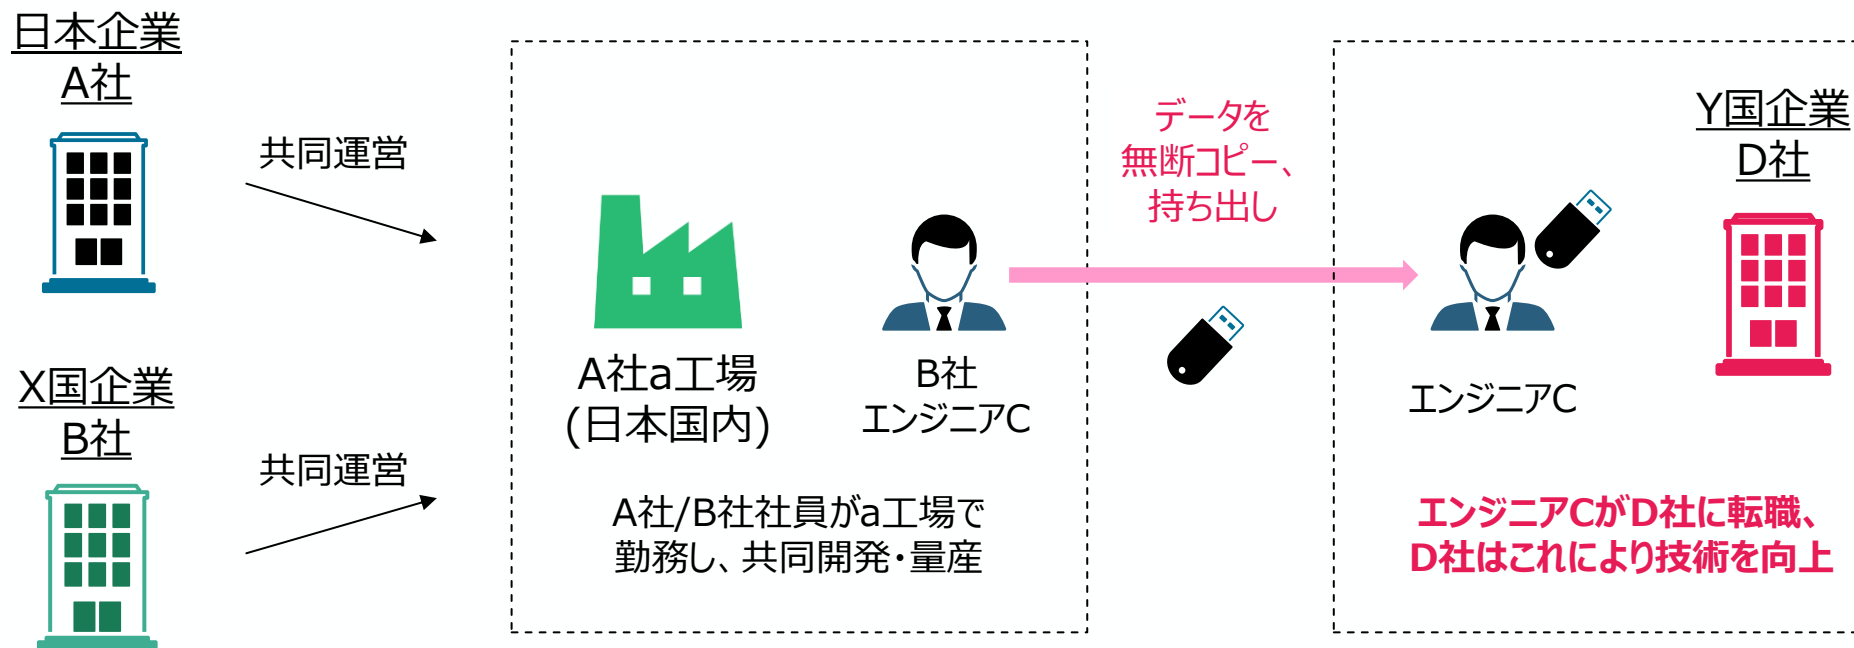 日本企業
A社
共同運営
X国企業
B社
共同運営
A社a工場
(日本国内)
B社
エンジニアC
A社/B社社員がa工場で
勤務し、共同開発・量産
データを
無断コピー、
持ち出し
Y国企業
D社
エンジニアC
エンジニアCがD社に転職、
D社はこれにより技術を向上